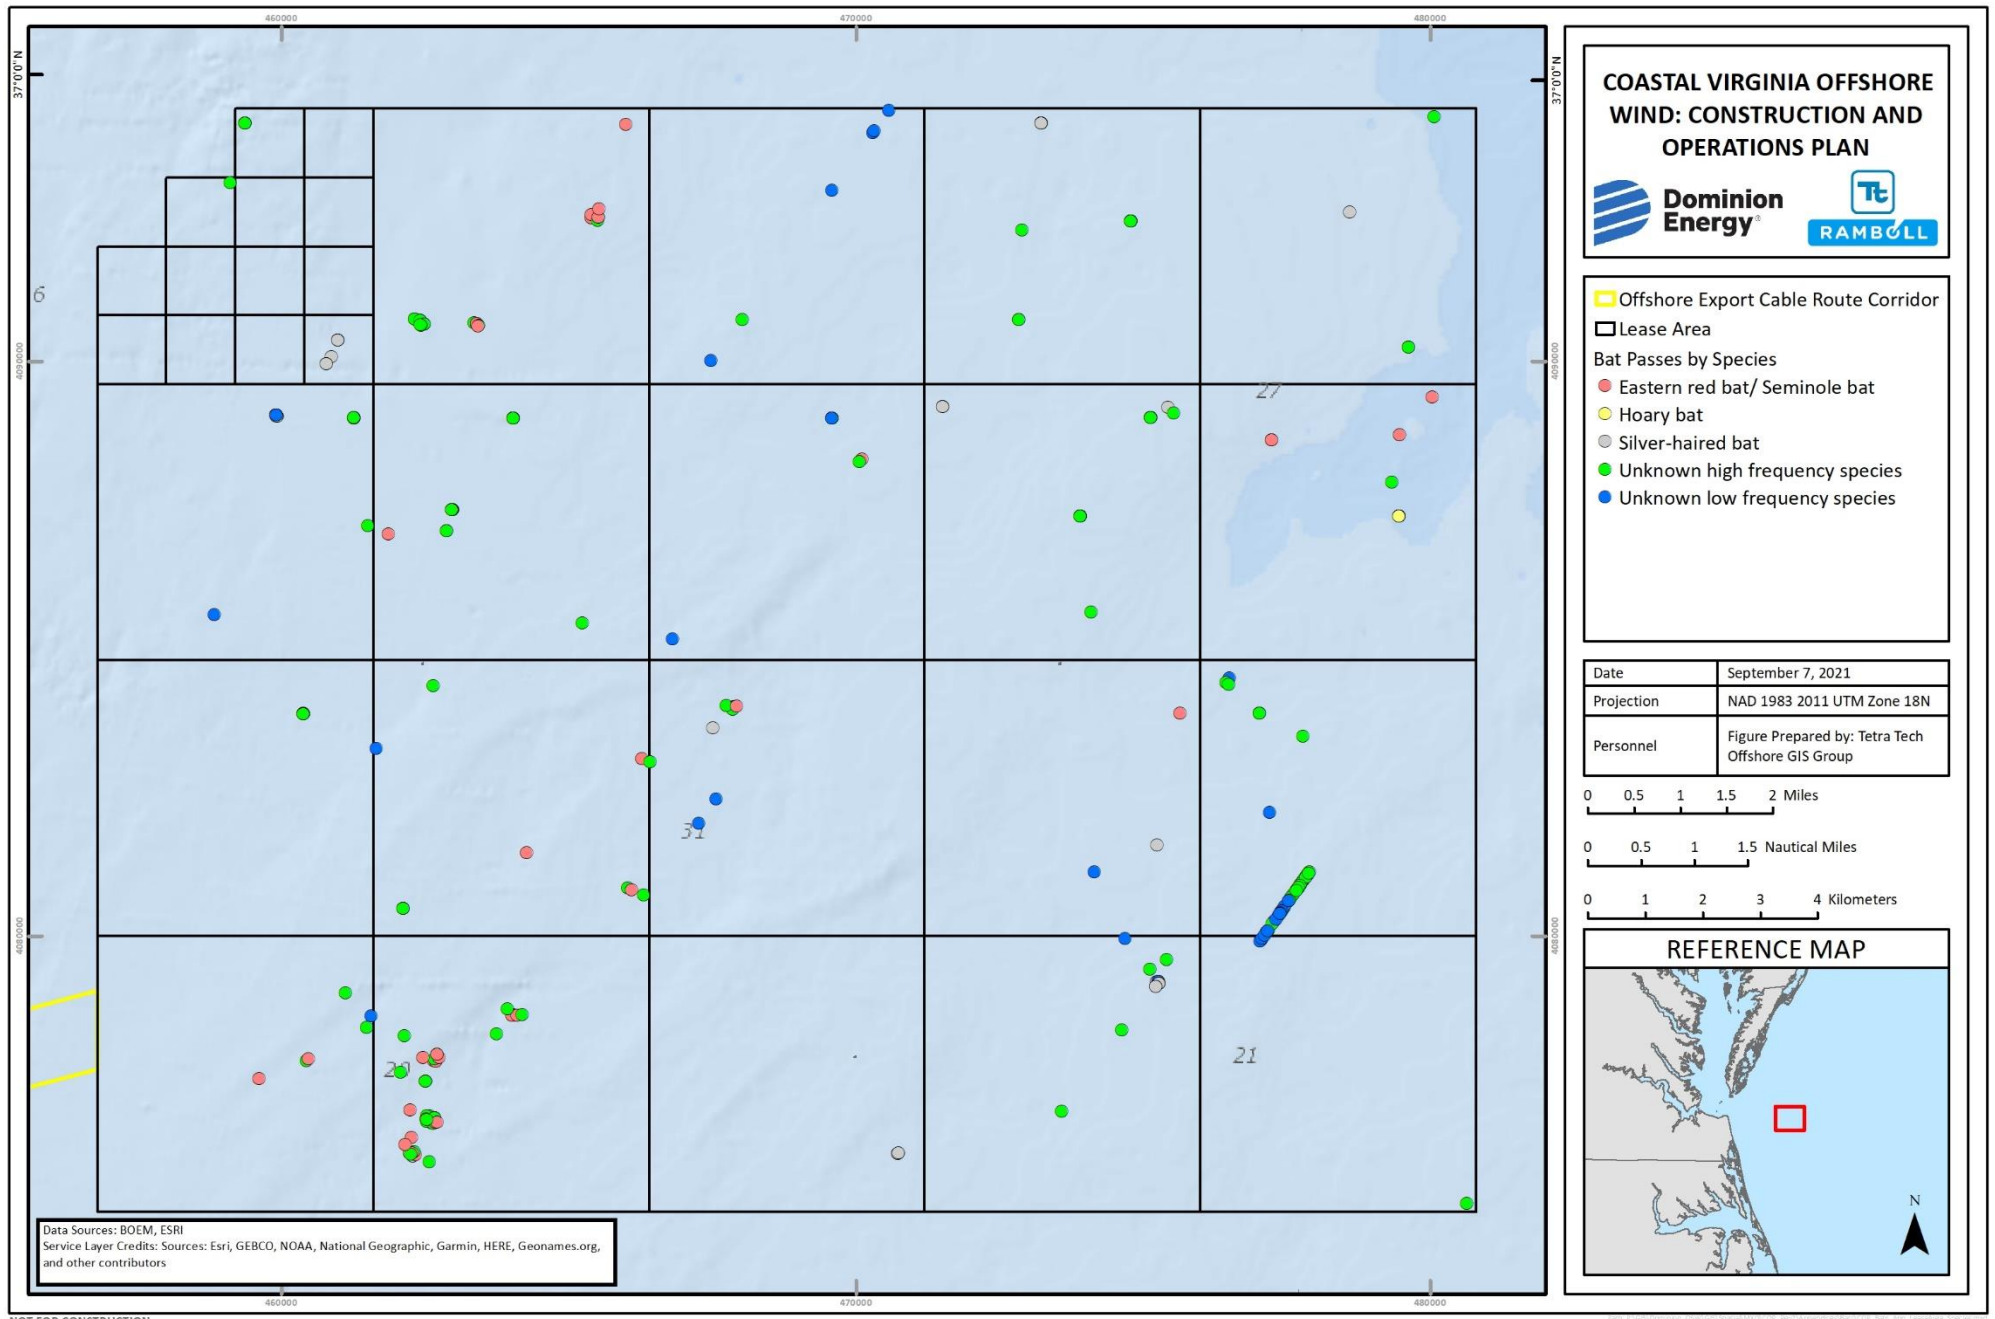 460000
470000
480000
37°0'0"N
37°0'0"N
COASTAL VIRGINIA OFFSHORE
WIND: CONSTRUCTION AND
OPERATIONS PLAN
Dominion
Energy®
Tt
RAMBOLL
Offshore Export Cable Route Corridor
Lease Area
Bat Passes by Species
Eastern red bat/ Seminole bat
Hoary bat
Silver-haired bat
Unknown high frequency species
Unknown low frequency species
6
4090000
4090000
27
31
4080000
4080000
21
Date
September 7, 2021
Projection
NAD 1983 2011 UTM Zone 18N
Personnel
Figure Prepared by: Tetra Tech
Offshore GIS Group
0 0.5 1 1.5 2 Miles
0 0.5 1 1.5 Nautical Miles
0 1 2 3 4 Kilometers
REFERENCE MAP
N
Data Sources: BOEM, ESRI
Service Layer Credits: Sources: Esri, GEBCO, NOAA, National Geographic, Garmin, HERE, Geonames.org,
and other contributors
460000
470000
480000
NOT FOR CONSTRUCTION